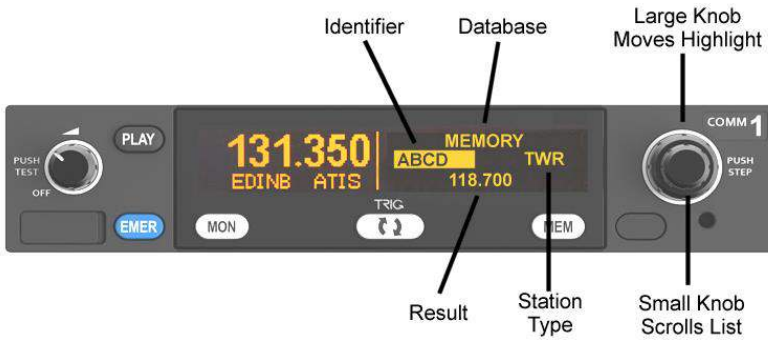 Identifier
Database
Large Knob
Moves Highlight
COMM 1
PLAY
131.350
MEMORY
ABCD
TWR
PUSH
TEST
PUSH
STEP
EDINB ATIS
118.700
OFF
TRIG
EMER
MON
MEM
Result
Station
Type
Small Knob
Scrolls List